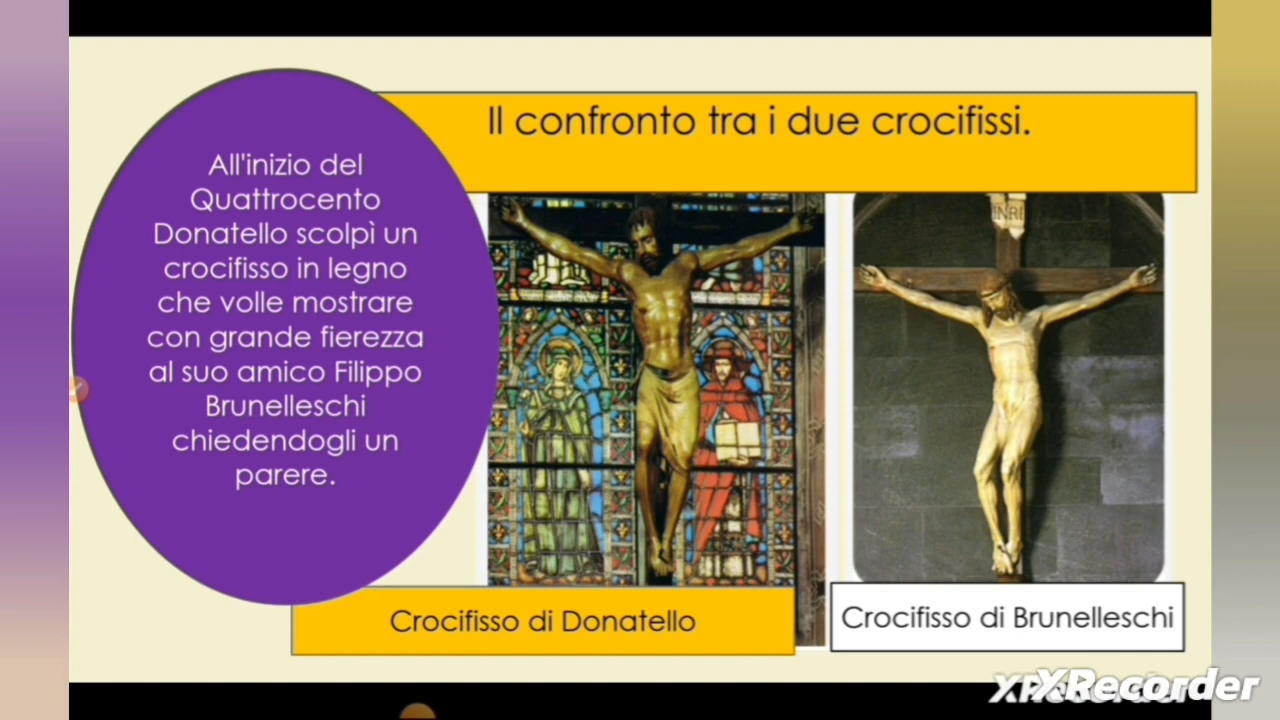 Il confronto tra i due crocifissi.
All'inizio del
Quattrocento
Donatello scolpì un
crocifisso in legno
che volle mostrare
con grande fierezza
al suo amico Filippo
Brunelleschi
chiedendogli un
parere.
INRI
Crocifisso di Donatello
Crocifisso di Brunelleschi
XRecorder